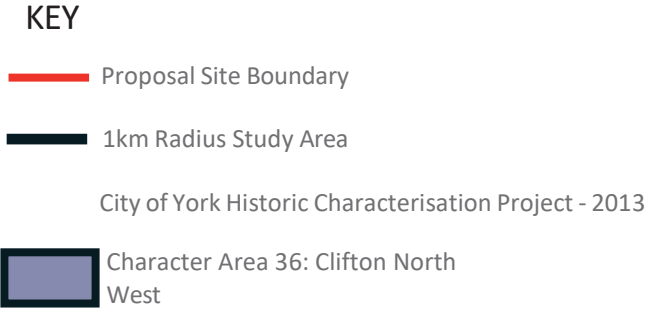 KEY
Proposal Site Boundary
1km Radius Study Area
City of York Historic Characterisation Project - 2013
Character Area 36: Clifton North
West